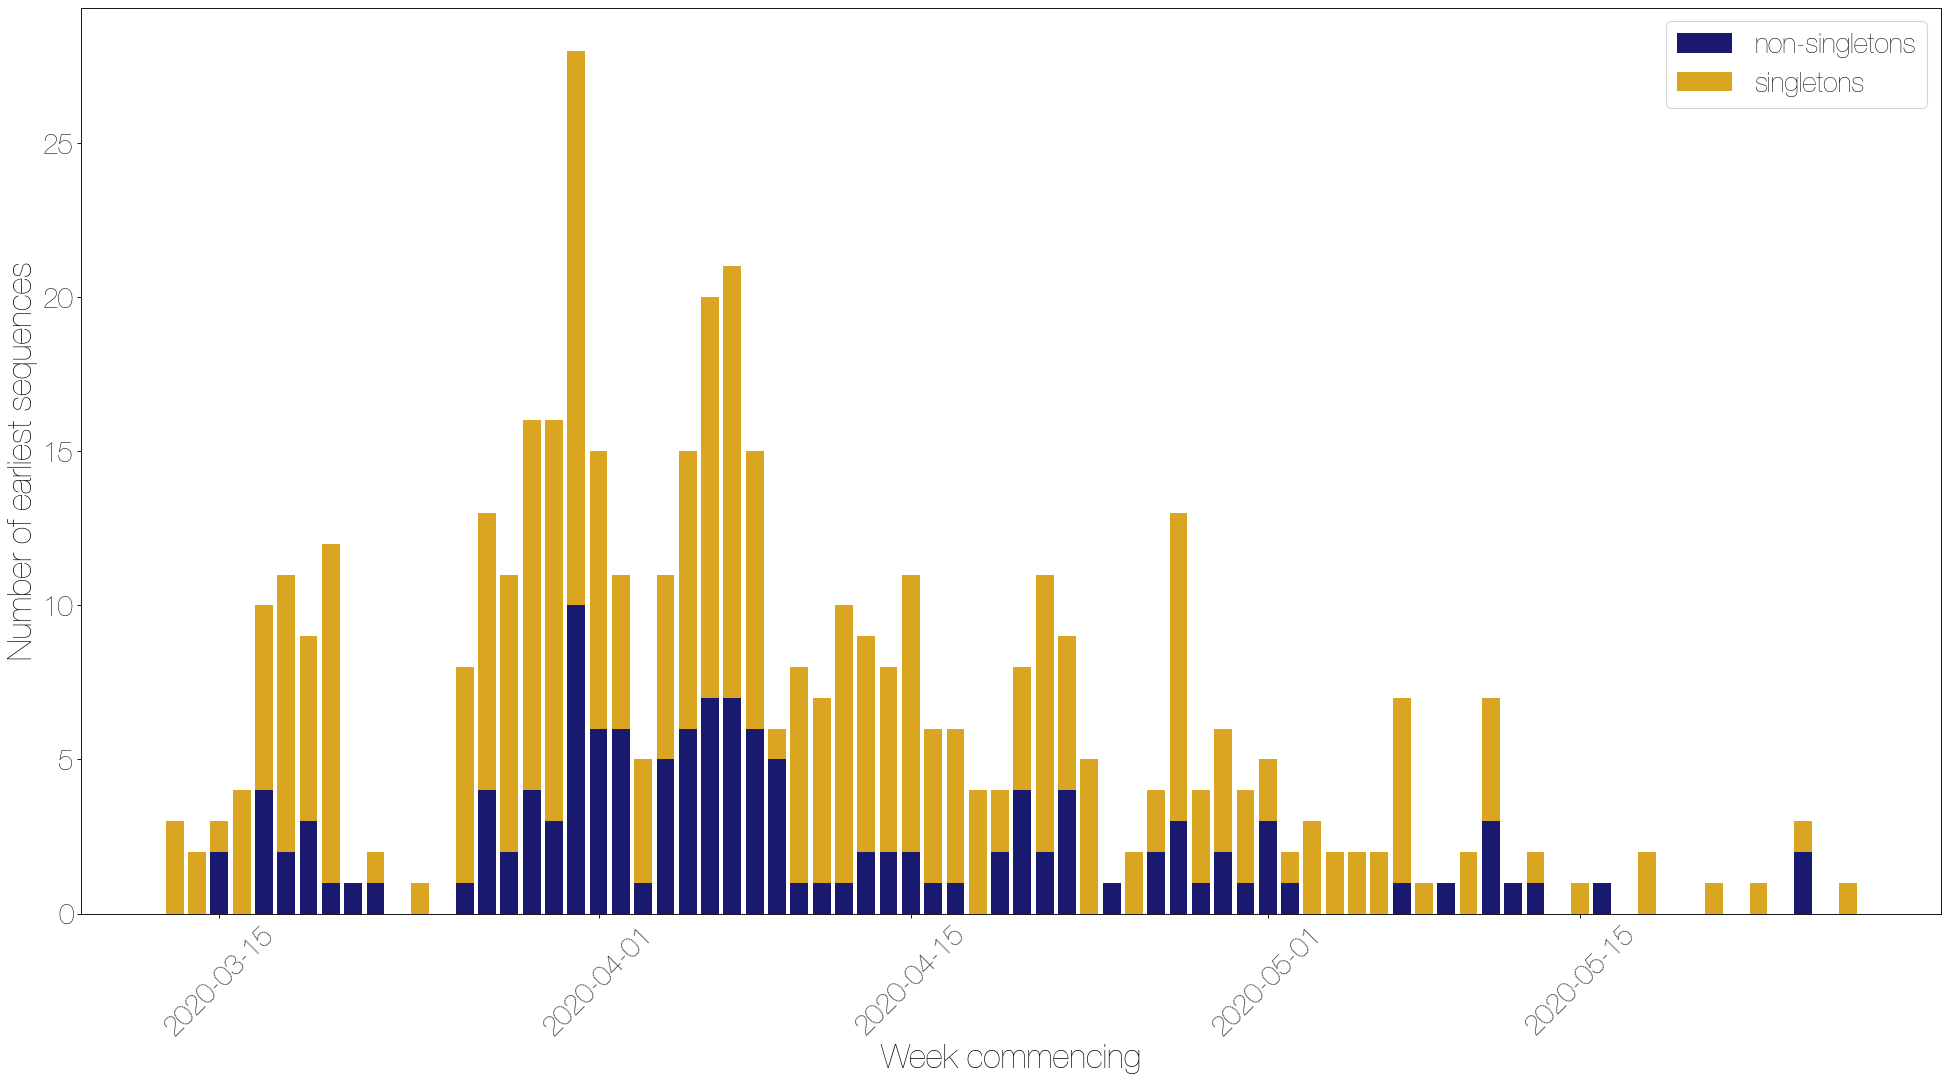 non-singletons
singletons
Number of earliest sequences
25
20
15
10
5
0
2020-03-15
2020-04-01
2020-04-15
2020-05-01
2020-05-15
Week commencing